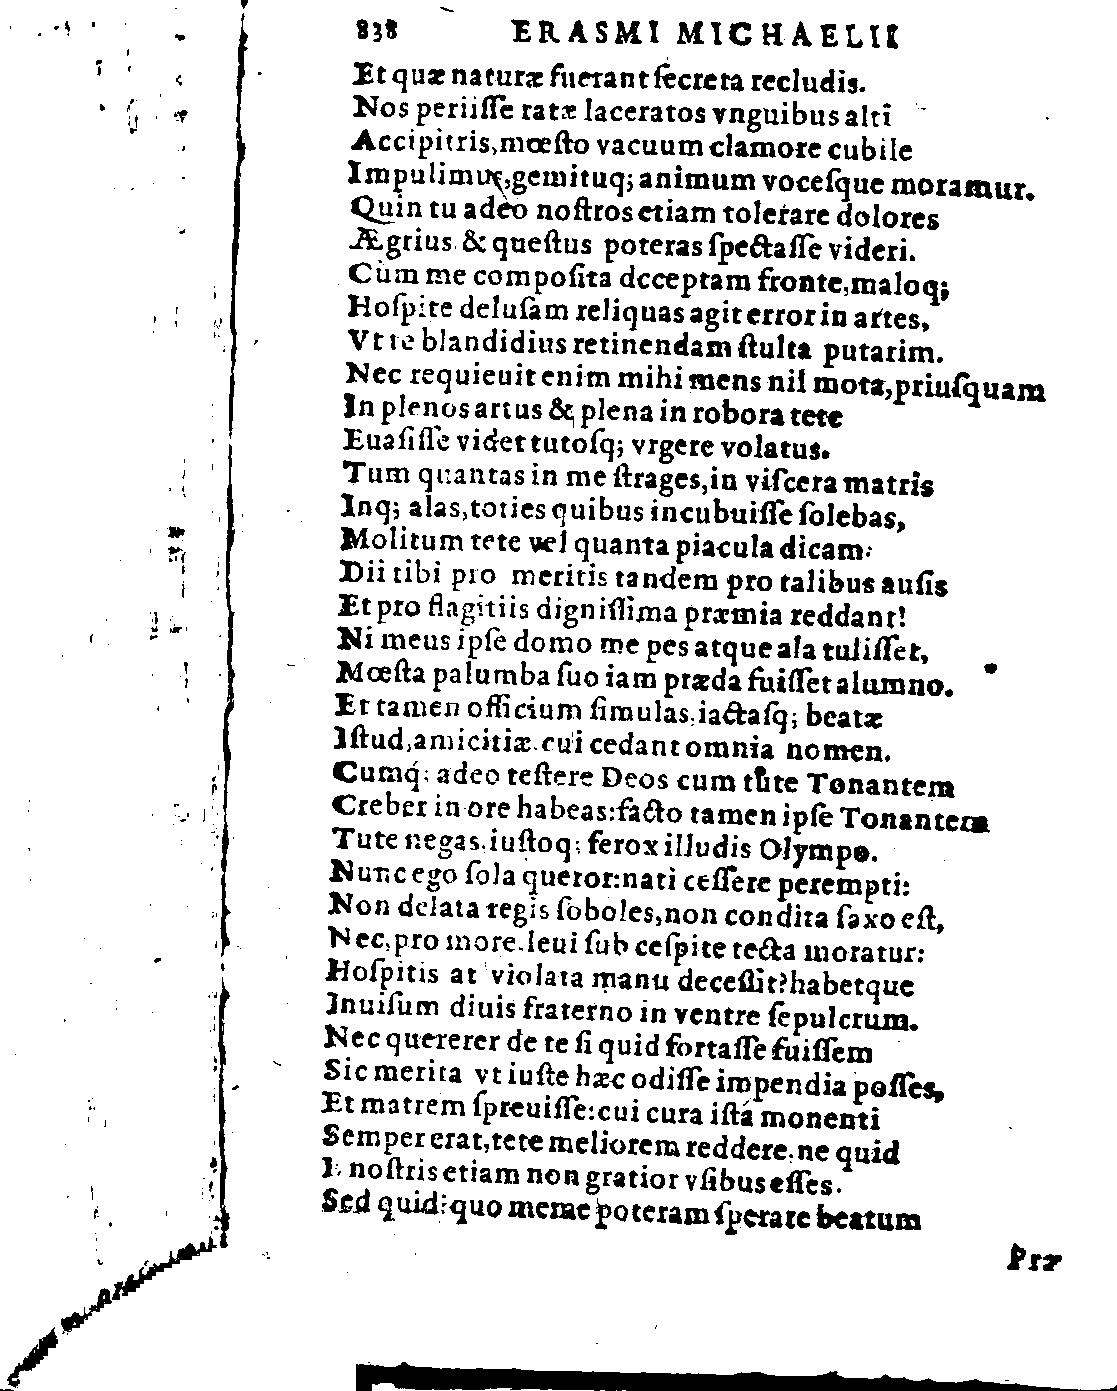 838 ERASMI MICHAELII
Et quæ naturæ fuerant ſecreta recludis.
Nos periiſſe ratæ laceratos vnguibus altĩ
Accipitris,mœſto vacuum clamore cubile
Impulimus,gemituq; animum voceſque moramur.
Quin tu adeo noſtros etiam tolerare dolores
Ægrius & queſtus poteras ſpectaſſe videri.
Cùm me compoſita deceptam fronte,maloq;
Hoſpite deluſam reliquas agit error in artes,
Vt te blandidius retinendam ſtulta putarim.
Nec requieuit enim mihi mens nil mota,priuſquam
In plenos artus & plena in robora tete
Euaſiſſe videt tutoſq; vrgere volatus.
Tum quantas in me ſtrages,in viſcera matris
Inq; alas,toties quibus incubuiſſe ſolebas,
Molitum tete vel quanta piacula dicam:
Dii tibi pro meritis tandem pro talibus auſis
Et pro flagitiis digniſſima præmia reddant!
Ni meus ipſe domo me pes atque ala tuliſſet,
Mœſta palumba ſuo iam præda fuiſſet alumno.
Et tamen officium ſimulas,iactaſq; beatæ
Iſtud,amicitiæ.cui cedant omnia nomen.
Cumq; adeo teſtere Deos cum tute Tonantem
Creber in ore habeas:facto tamen ipſe Tonantem
Tute negas.iuſtoq; ferox illudis Olympo.
Nunc ego ſola queror:nati ceſſere perempti:
Non delata regis ſoboles,non condita ſaxo eſt,
Nec,pro more.leui ſub ceſpite tecta moratur:
Hoſpitis at violata manu deceſſit?habetque
Inuiſum diuis fraterno in ventre ſepulcrum.
Nec quererer de te ſi quid fortaſſe fuiſſem
Sic merita vt iuſte hæc odiſſe impendia poſſes,
Et matrem ſpreuiſſe:cui cura iſtá monenti
Semper erat,tete meliorem reddere.ne quid
noſtris etiam non gratior vſibus eſſes.
Sed quid:quo meme poteram ſperare beatum
Præ